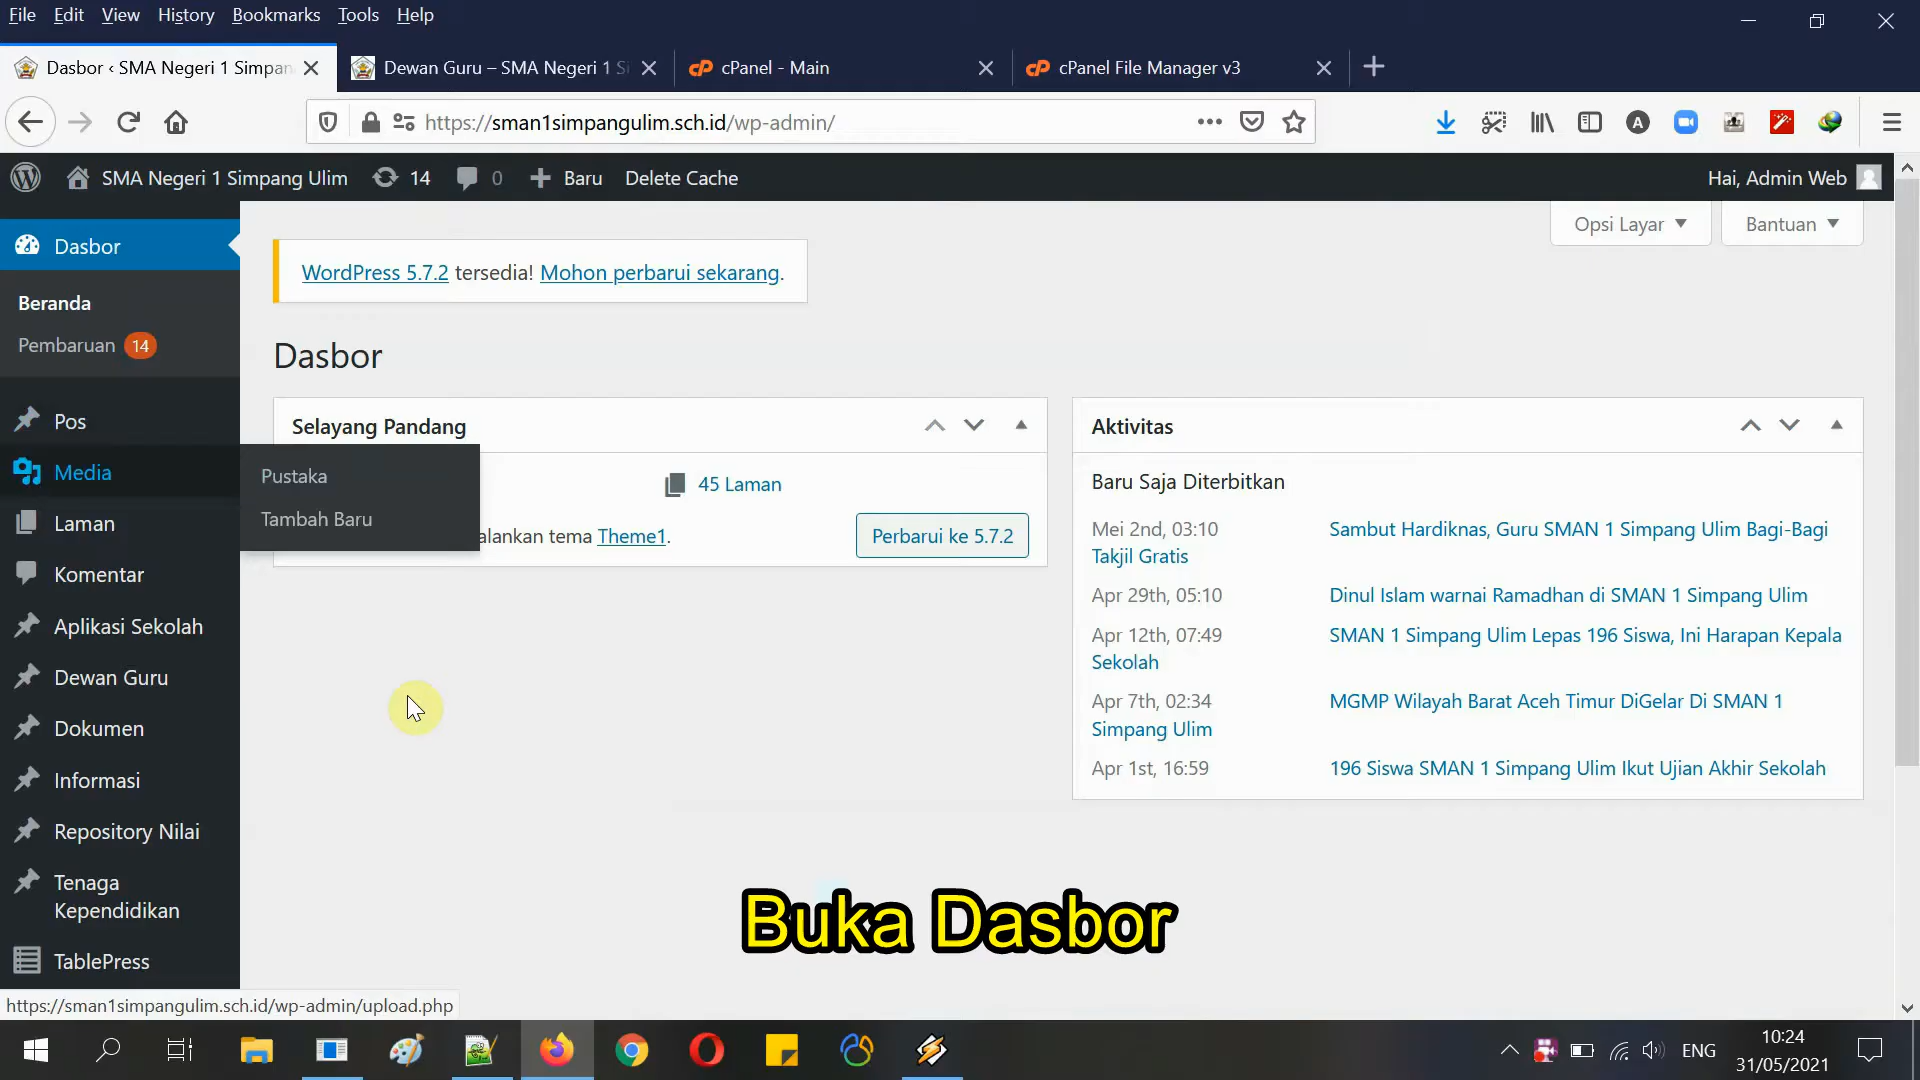 File Edit View History Bookmarks Tools Help
Dasbor ‹ SMA Negeri 1 Simpan
Dewan Guru – SMA Negeri 1 S
cPanel - Main
cPanel File Manager v3
https://sman1simpangulim.sch.id/wp-admin/
SMA Negeri 1 Simpang Ulim 14 0 Baru Delete Cache
Hai, Admin Web
Dasbor
Beranda
Pembaruan 14
Pos
Media
Laman
Komentar
Aplikasi Sekolah
Dewan Guru
Dokumen
Informasi
Repository Nilai
Tenaga
Kependidikan
TablePress
Pustaka
Tambah Baru
Opsi Layar
Bantuan
WordPress 5.7.2 tersedia! Mohon perbarui sekarang.
Dasbor
Selayang Pandang
45 Laman
alankan tema Theme1.
Perbarui ke 5.7.2
Aktivitas
Baru Saja Diterbitkan
Mei 2nd, 03:10 Sambut Hardiknas, Guru SMAN 1 Simpang Ulim Bagi-Bagi
Takjil Gratis
Apr 29th, 05:10 Dinul Islam warnai Ramadhan di SMAN 1 Simpang Ulim
Apr 12th, 07:49 SMAN 1 Simpang Ulim Lepas 196 Siswa, Ini Harapan Kepala
Sekolah
Apr 7th, 02:34 MGMP Wilayah Barat Aceh Timur DiGelar Di SMAN 1
Simpang Ulim
Apr 1st, 16:59 196 Siswa SMAN 1 Simpang Ulim Ikut Ujian Akhir Sekolah
Buka Dasbor
https://sman1simpangulim.sch.id/wp-admin/upload.php
ENG
10:24
31/05/2021